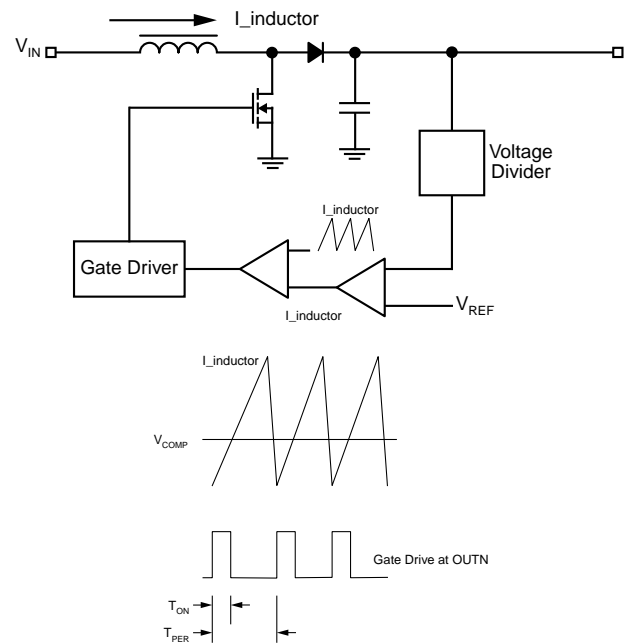 I_inductor
V_IN
Voltage
Divider
I_inductor
Gate Driver
I_inductor
V_REF
I_inductor
V_COMP
Gate Drive at OUTN
T_ON
T_PER